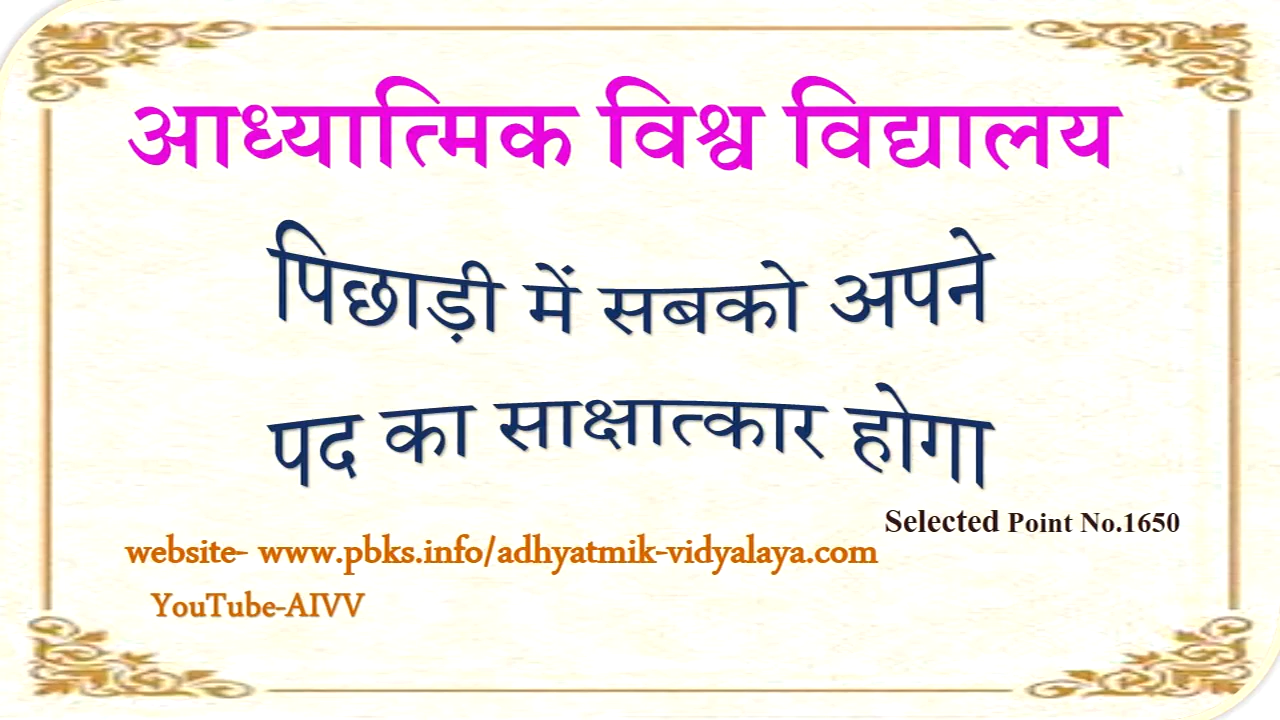 आध्यात्मिक विश्व विद्यालय
पिछाड़ी में सबको अपने
पद का साक्षात्कार होगा
Selected Point No.1650
website- www.pbks.info/adhyatmik-vidyalaya.com
YouTube-AIVV